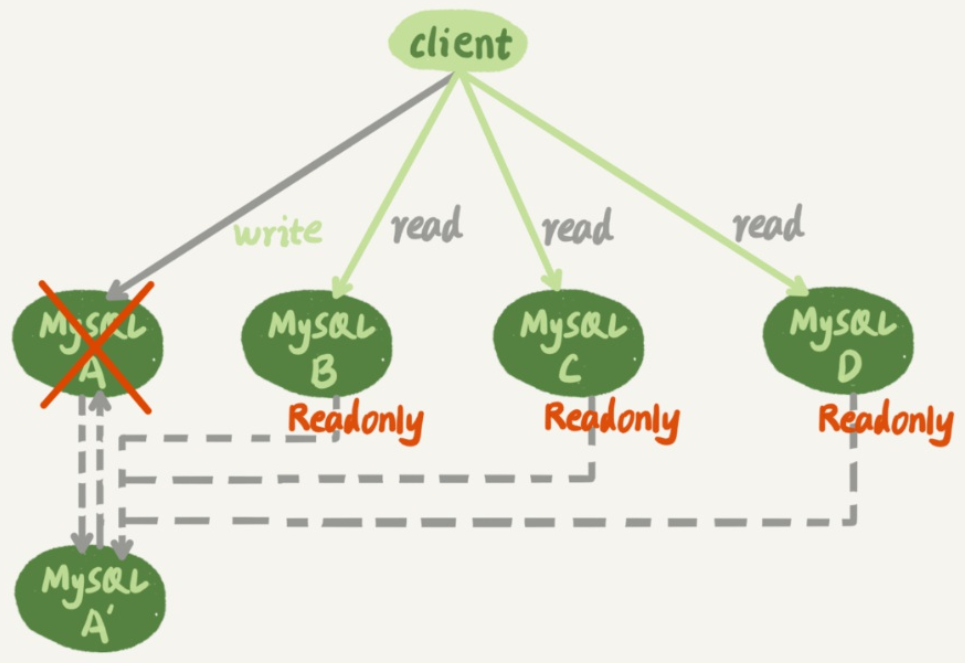 client
write
read
read
read
MySQL
A
MySQL
B
MySQL
C
MySQL
D
Readonly
Readonly
Readonly
MySQL
A'